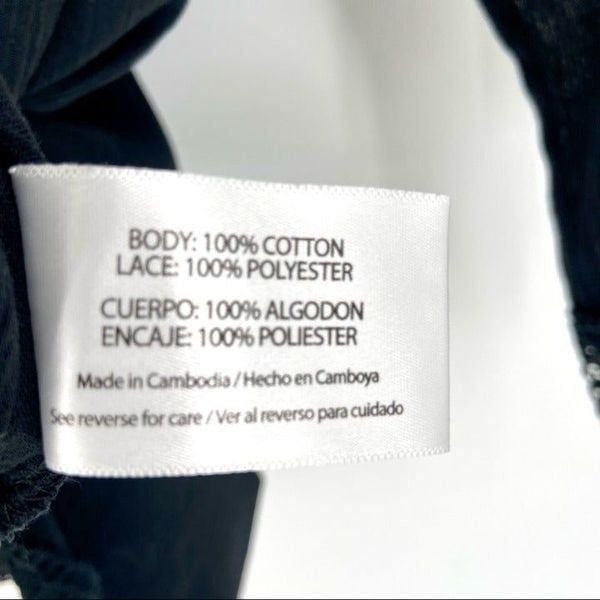 BODY: 100% COTTON
LACE: 100% POLYESTER
CUERPO: 100% ALGODON
ENCAJE: 100% POLIESTER
Made in Cambodia / Hecho en Camboya
See reverse for care / Ver al reverso para cuidado